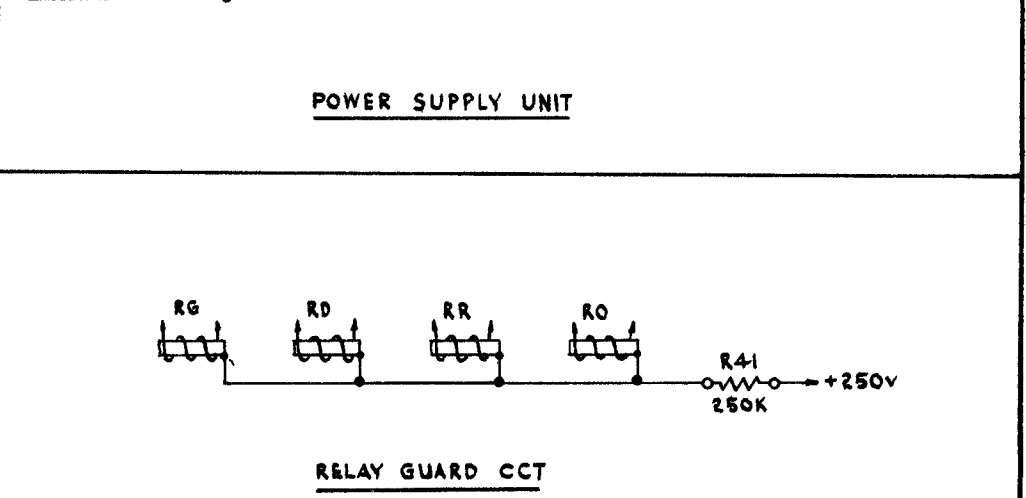 POWER SUPPLY UNIT
RG RD RR RO
R41
+250V
250K
RELAY GUARD CCT